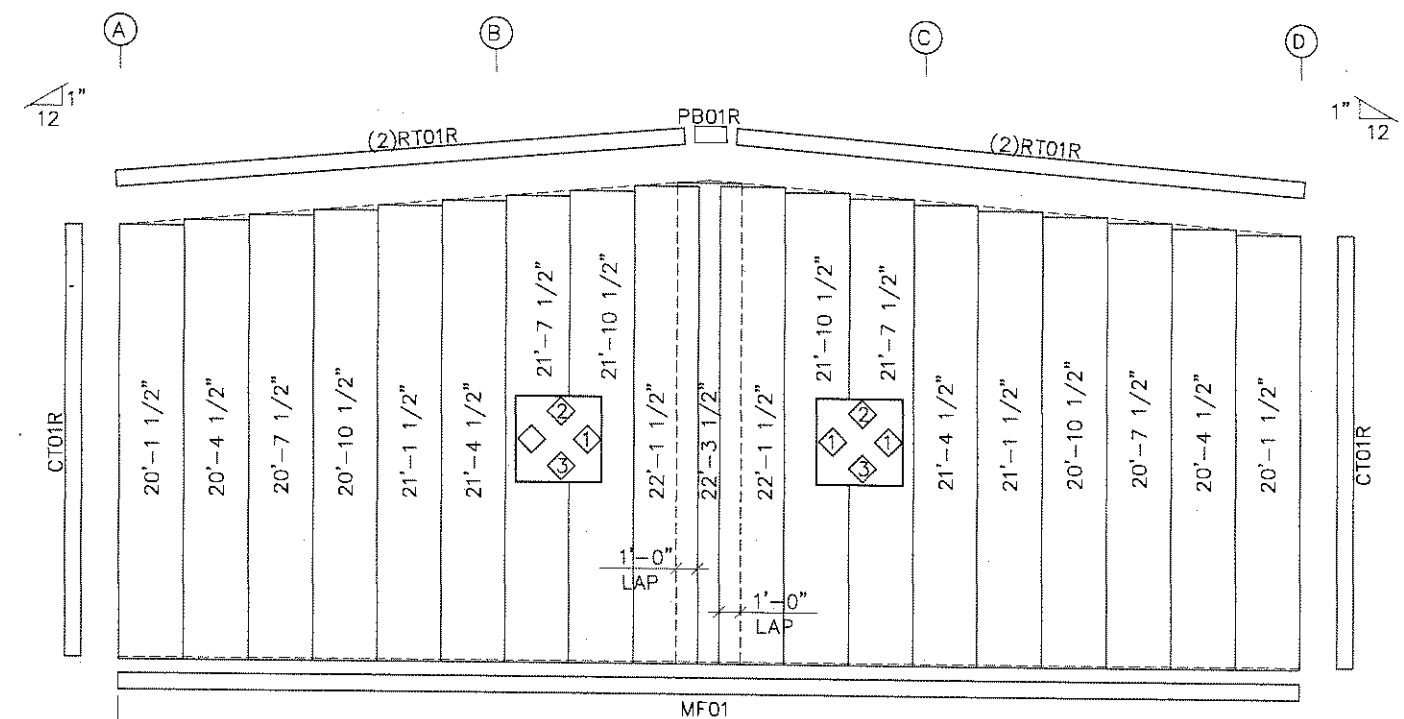 A
B
C
D
1"
12
1"
12
(2)RT01R
PB01R
(2)RT01R
CT01R
20'-1 1/2"
20'-4 1/2"
20'-7 1/2"
20'-10 1/2"
21'-1 1/2"
21'-4 1/2"
21'-7 1/2"
21'-10 1/2"
22'-1 1/2"
22'-3 1/2"
22'-1 1/2"
21'-10 1/2"
21'-7 1/2"
21'-4 1/2"
21'-1 1/2"
20'-10 1/2"
20'-7 1/2"
20'-4 1/2"
20'-1 1/2"
CT01R
2
1
3
2
1
1
3
1'-0"
LAP
1'-0"
LAP
MF01